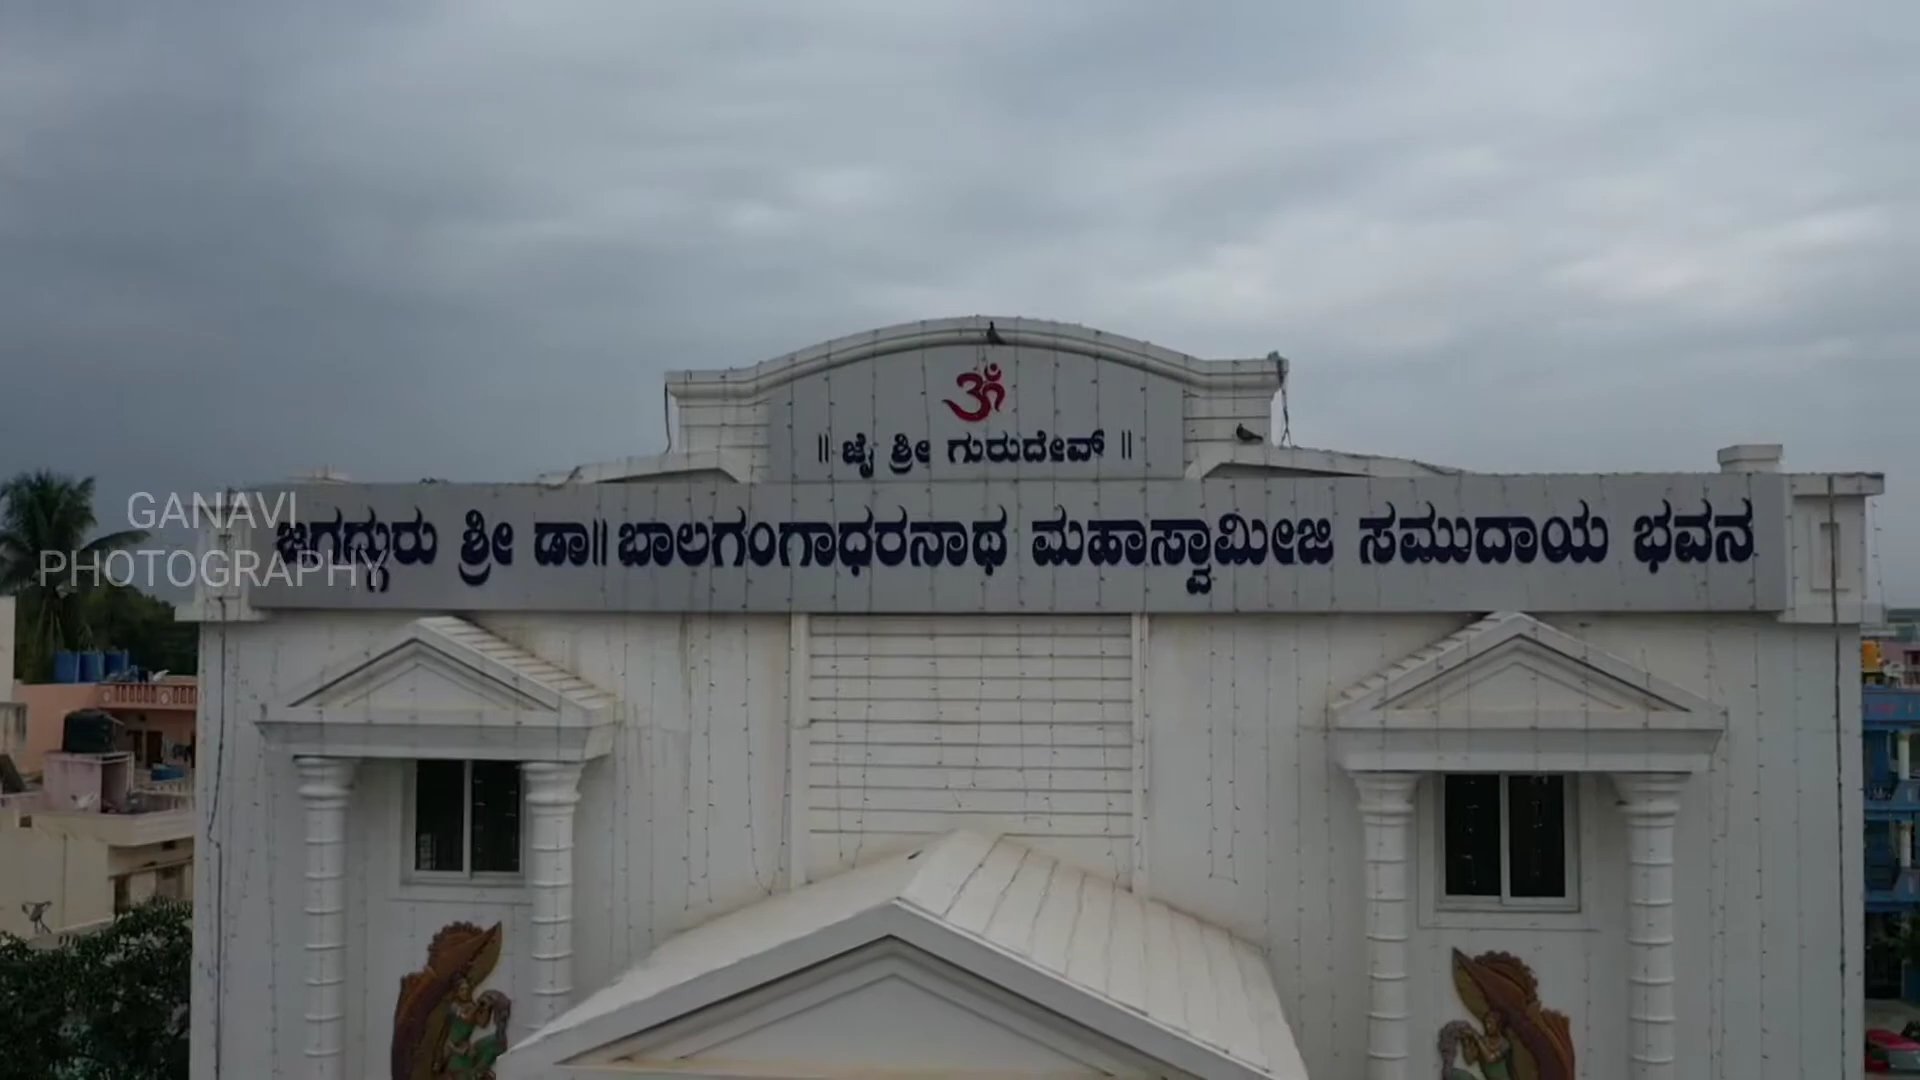 ॐ
॥ ಜೈ ಶ್ರೀ ಗುರುದೇವ್ ॥
ಜಗದ್ಗುರು ಶ್ರೀ ಡಾ॥ ಬಾಲಗಂಗಾಧರನಾಥ ಮಹಾಸ್ವಾಮೀಜಿ ಸಮುದಾಯ ಭವನ
GANAVI
PHOTOGRAPHY